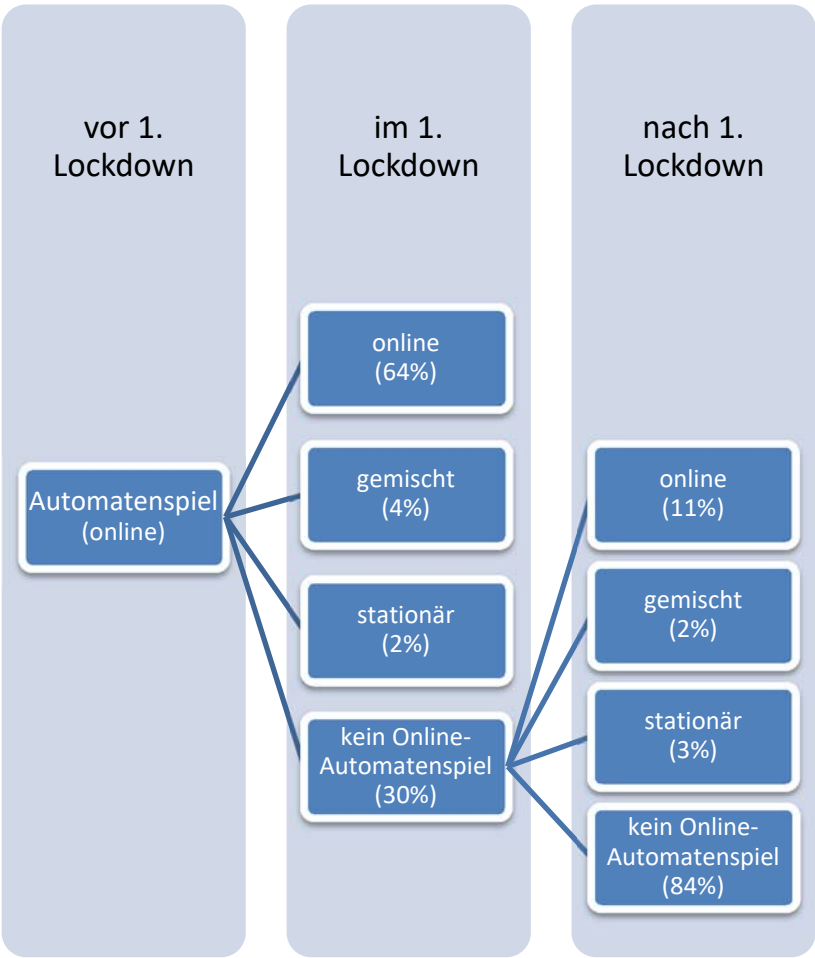 vor 1.
Lockdown
im 1.
Lockdown
nach 1.
Lockdown
Automatenspiel
(online)
online
(64%)
gemischt
(4%)
stationär
(2%)
kein Online-
Automatenspiel
(30%)
online
(11%)
gemischt
(2%)
stationär
(3%)
kein Online-
Automatenspiel
(84%)